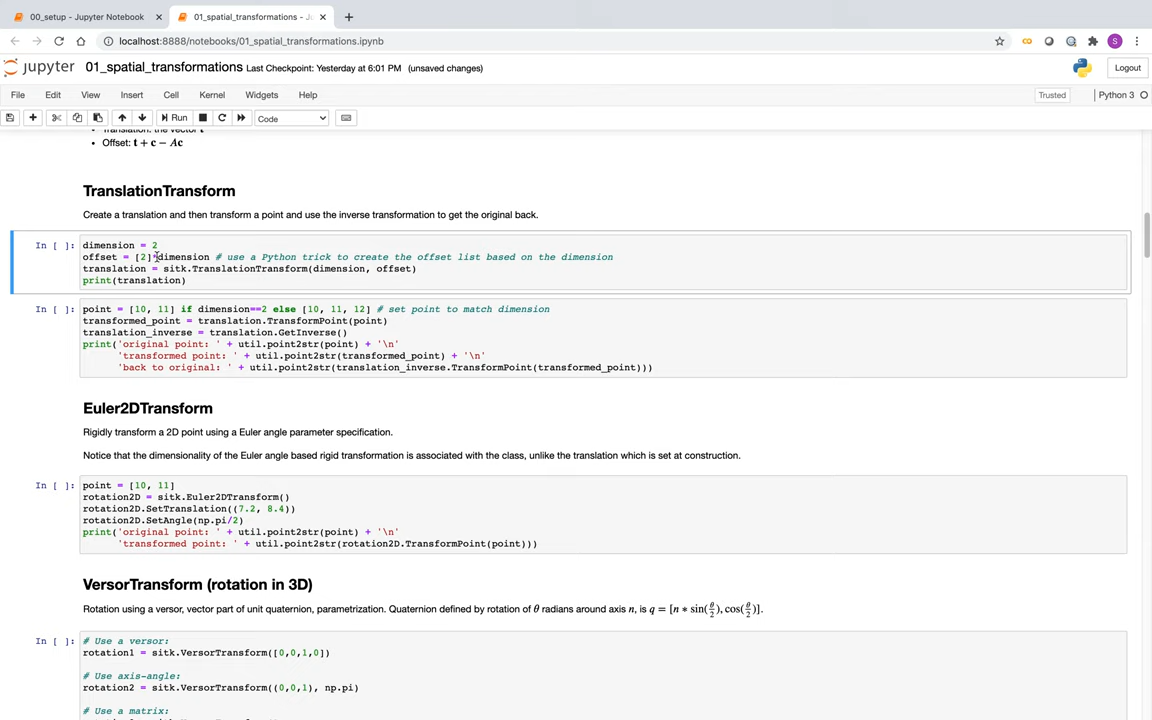 00_setup - Jupyter Notebook
01_spatial_transformations - Ju
localhost:8888/notebooks/01_spatial_transformations.ipynb
S
jupyter 01_spatial_transformations Last Checkpoint: Yesterday at 6:01 PM (unsaved changes)
Logout
File Edit View Insert Cell Kernel Widgets Help
Trusted Python 3
Run Code
• Translation: the vector t
• Offset: t + c − Ac
TranslationTransform
Create a translation and then transform a point and use the inverse transformation to get the original back.
In [ ]: dimension = 2
offset = [2]*dimension # use a Python trick to create the offset list based on the dimension
translation = sitk.TranslationTransform(dimension, offset)
print(translation)
In [ ]: point = [10, 11] if dimension==2 else [10, 11, 12] # set point to match dimension
transformed_point = translation.TransformPoint(point)
translation_inverse = translation.GetInverse()
print('original point: ' + util.point2str(point) + '\n'
'transformed point: ' + util.point2str(transformed_point) + '\n'
'back to original: ' + util.point2str(translation_inverse.TransformPoint(transformed_point)))
Euler2DTransform
Rigidly transform a 2D point using a Euler angle parameter specification.
Notice that the dimensionality of the Euler angle based rigid transformation is associated with the class, unlike the translation which is set at construction.
In [ ]: point = [10, 11]
rotation2D = sitk.Euler2DTransform()
rotation2D.SetTranslation((7.2, 8.4))
rotation2D.SetAngle(np.pi/2)
print('original point: ' + util.point2str(point) + '\n'
'transformed point: ' + util.point2str(rotation2D.TransformPoint(point)))
VersorTransform (rotation in 3D)
Rotation using a versor, vector part of unit quaternion, parametrization. Quaternion defined by rotation of θ radians around axis n, is q = [n ∗ sin(θ/2), cos(θ/2)].
In [ ]: # Use a versor:
rotation1 = sitk.VersorTransform([0,0,1,0])
# Use axis-angle:
rotation2 = sitk.VersorTransform((0,0,1), np.pi)
# Use a matrix: